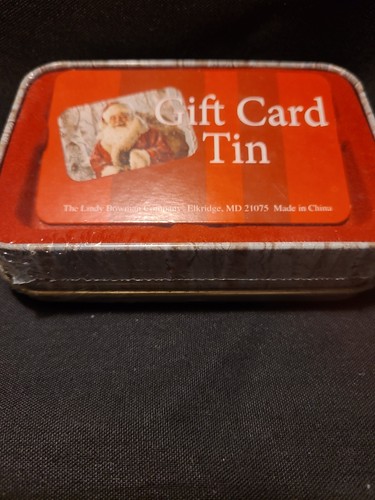 Gift Card
Tin
The Lindy Bowman Company, Elkridge, MD 21075 Made in China